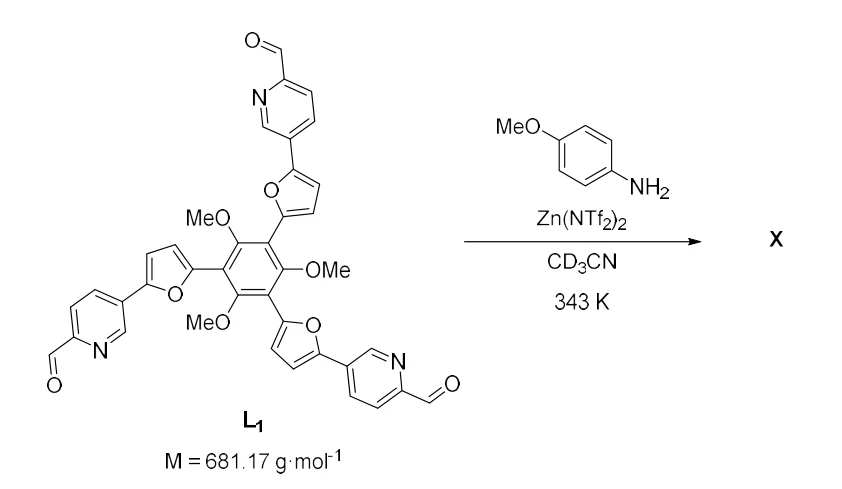 O
N
O
MeO
OMe
O
MeO
O
N
O
N
O
L₁
M = 681.17 g·mol⁻¹
MeO
NH₂
Zn(NTf₂)₂
CD₃CN
343 K
X